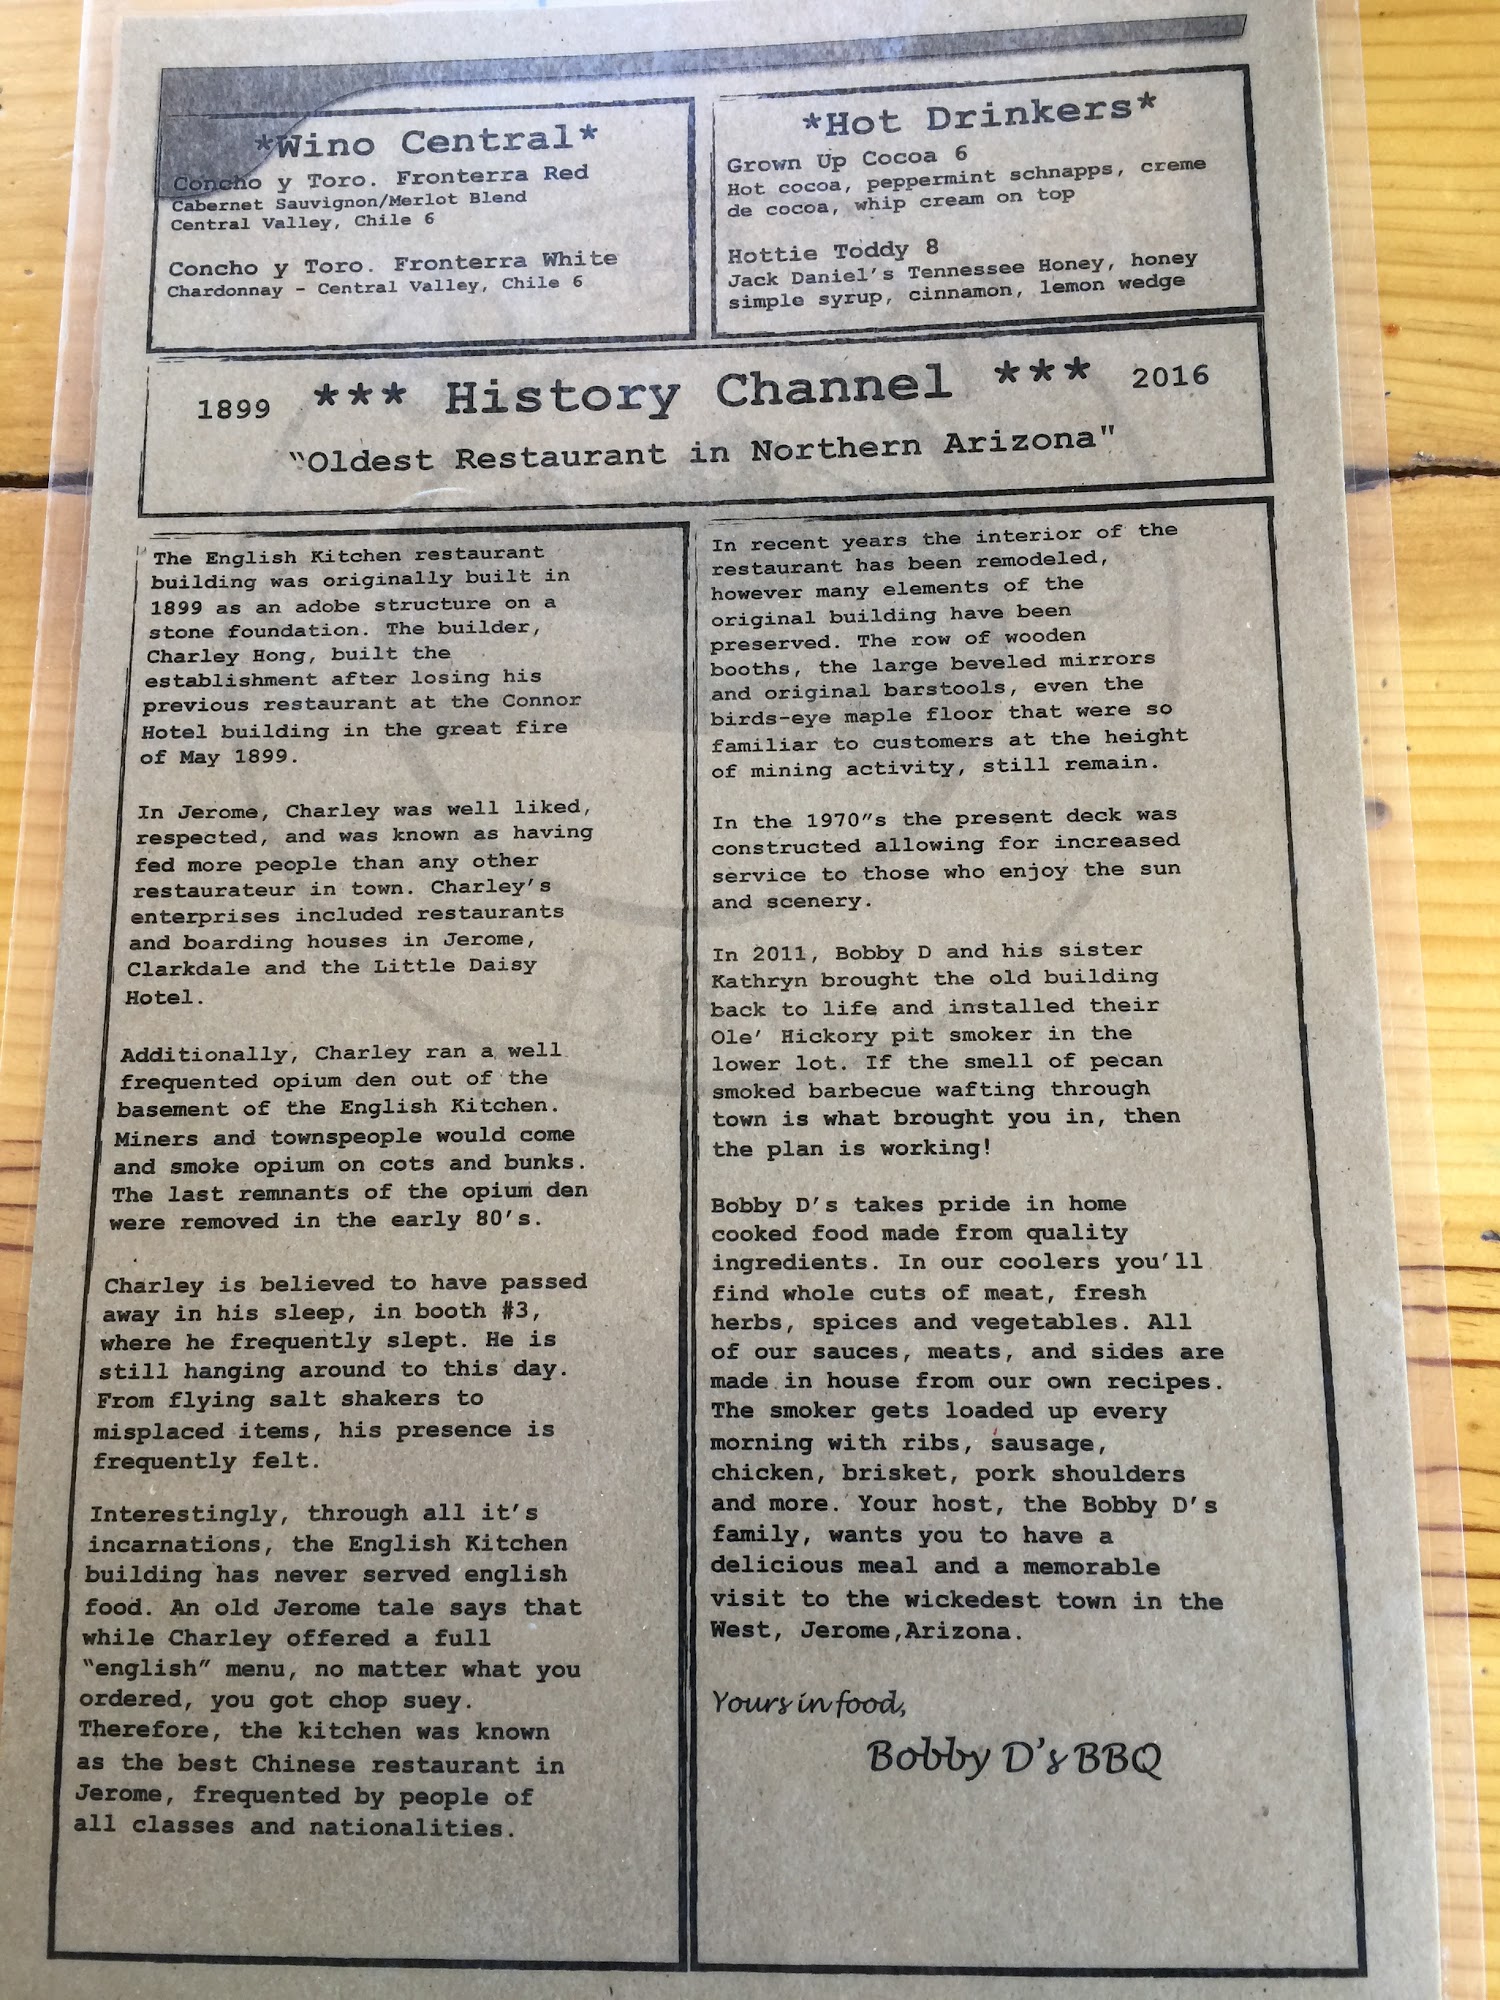 *Wino Central*
Concho y Toro. Fronterra Red
Cabernet Sauvignon/Merlot Blend
Central Valley, Chile 6
Concho y Toro. Fronterra White
Chardonnay - Central Valley, Chile 6
*Hot Drinkers*
Grown Up Cocoa 6
Hot cocoa, peppermint schnapps, creme
de cocoa, whip cream on top
Hottie Toddy 8
Jack Daniel's Tennessee Honey, honey
simple syrup, cinnamon, lemon wedge
1899 *** History Channel *** 2016
"Oldest Restaurant in Northern Arizona"
The English Kitchen restaurant
building was originally built in
1899 as an adobe structure on a
stone foundation. The builder,
Charley Hong, built the
establishment after losing his
previous restaurant at the Connor
Hotel building in the great fire
of May 1899.
In Jerome, Charley was well liked,
respected, and was known as having
fed more people than any other
restaurateur in town. Charley's
enterprises included restaurants
and boarding houses in Jerome,
Clarkdale and the Little Daisy
Hotel.
Additionally, Charley ran a well
frequented opium den out of the
basement of the English Kitchen.
Miners and townspeople would come
and smoke opium on cots and bunks.
The last remnants of the opium den
were removed in the early 80's.
Charley is believed to have passed
away in his sleep, in booth #3,
where he frequently slept. He is
still hanging around to this day.
From flying salt shakers to
misplaced items, his presence is
frequently felt.
Interestingly, through all it's
incarnations, the English Kitchen
building has never served english
food. An old Jerome tale says that
while Charley offered a full
"english" menu, no matter what you
ordered, you got chop suey.
Therefore, the kitchen was known
as the best Chinese restaurant in
Jerome, frequented by people of
all classes and nationalities.
In recent years the interior of the
restaurant has been remodeled,
however many elements of the
original building have been
preserved. The row of wooden
booths, the large beveled mirrors
and original barstools, even the
birds-eye maple floor that were so
familiar to customers at the height
of mining activity, still remain.
In the 1970"s the present deck was
constructed allowing for increased
service to those who enjoy the sun
and scenery.
In 2011, Bobby D and his sister
Kathryn brought the old building
back to life and installed their
Ole' Hickory pit smoker in the
lower lot. If the smell of pecan
smoked barbecue wafting through
town is what brought you in, then
the plan is working!
Bobby D's takes pride in home
cooked food made from quality
ingredients. In our coolers you'll
find whole cuts of meat, fresh
herbs, spices and vegetables. All
of our sauces, meats, and sides are
made in house from our own recipes.
The smoker gets loaded up every
morning with ribs, sausage,
chicken, brisket, pork shoulders
and more. Your host, the Bobby D's
family, wants you to have a
delicious meal and a memorable
visit to the wickedest town in the
West, Jerome,Arizona.
Yours in food,
Bobby D's BBQ